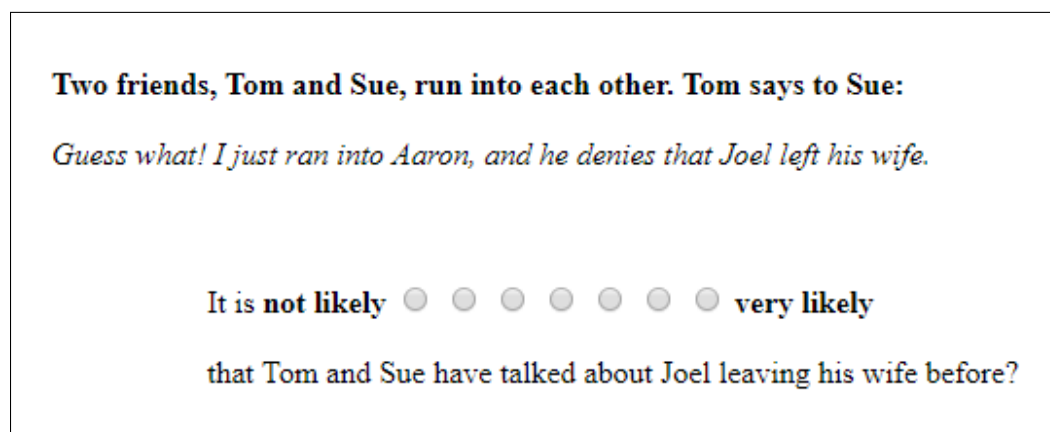 Two friends, Tom and Sue, run into each other. Tom says to Sue:
Guess what! I just ran into Aaron, and he denies that Joel left his wife.
It is not likely very likely
that Tom and Sue have talked about Joel leaving his wife before?